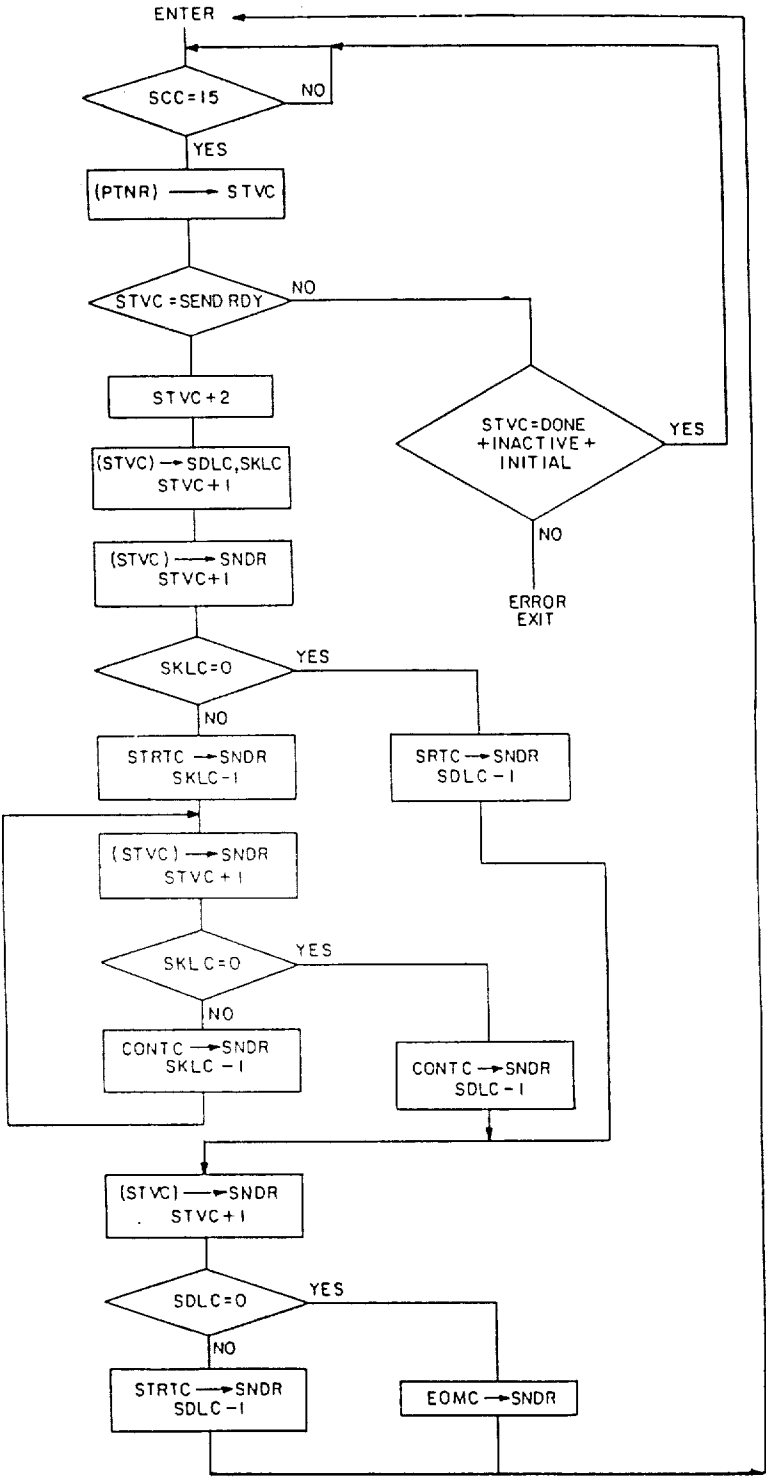 ENTER
SCC=15
NO
YES
(PTNR) → STVC
STVC=SEND RDY
NO
STVC+2
STVC=DONE
+INACTIVE+
INITIAL
YES
(STVC)→SDLC,SKLC
STVC+1
NO
(STVC)→SNDR
STVC+1
ERROR
EXIT
SKLC=0
YES
NO
STRTC→SNDR
SKLC-1
SRTC→SNDR
SDLC-1
(STVC)→SNDR
STVC+1
SKLC=0
YES
NO
CONTC→SNDR
SKLC-1
CONTC→SNDR
SDLC-1
(STVC)→SNDR
STVC+1
SDLC=0
YES
NO
STRTC→SNDR
SDLC-1
EOMC→SNDR